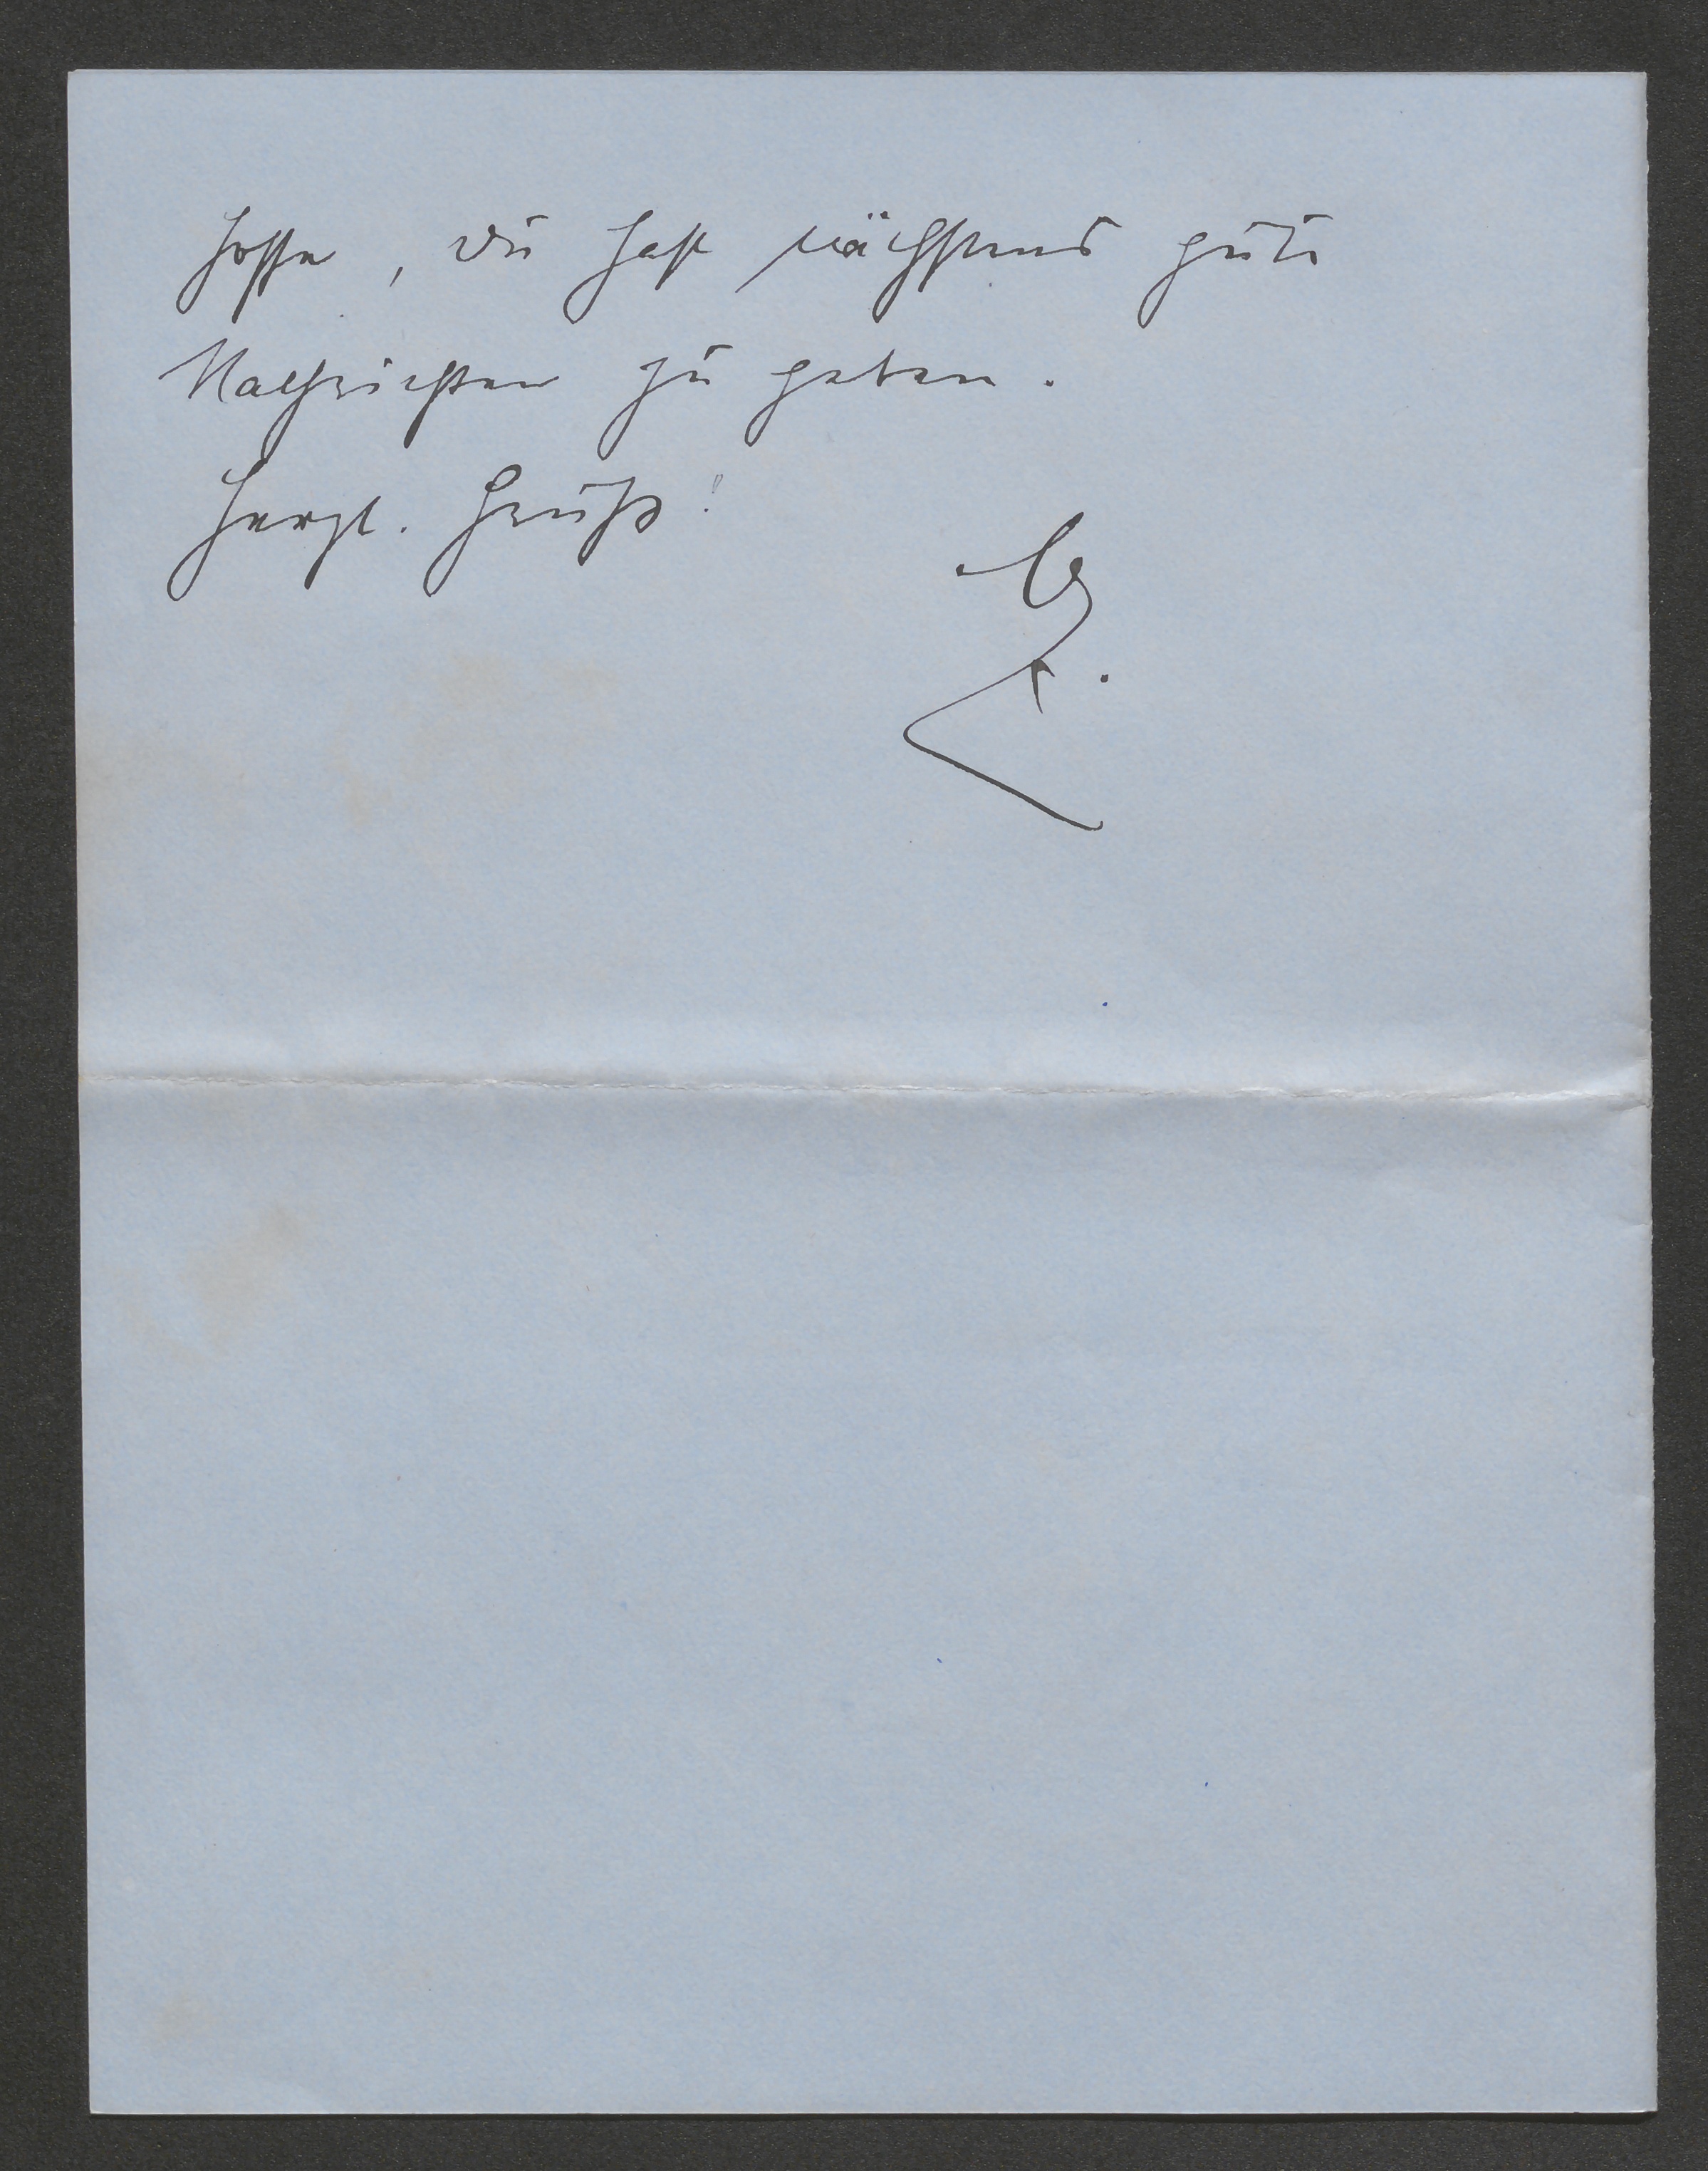 hoffe, du hast nächstens gute
Nachrichten zu geben.
Herzl. Gruß!